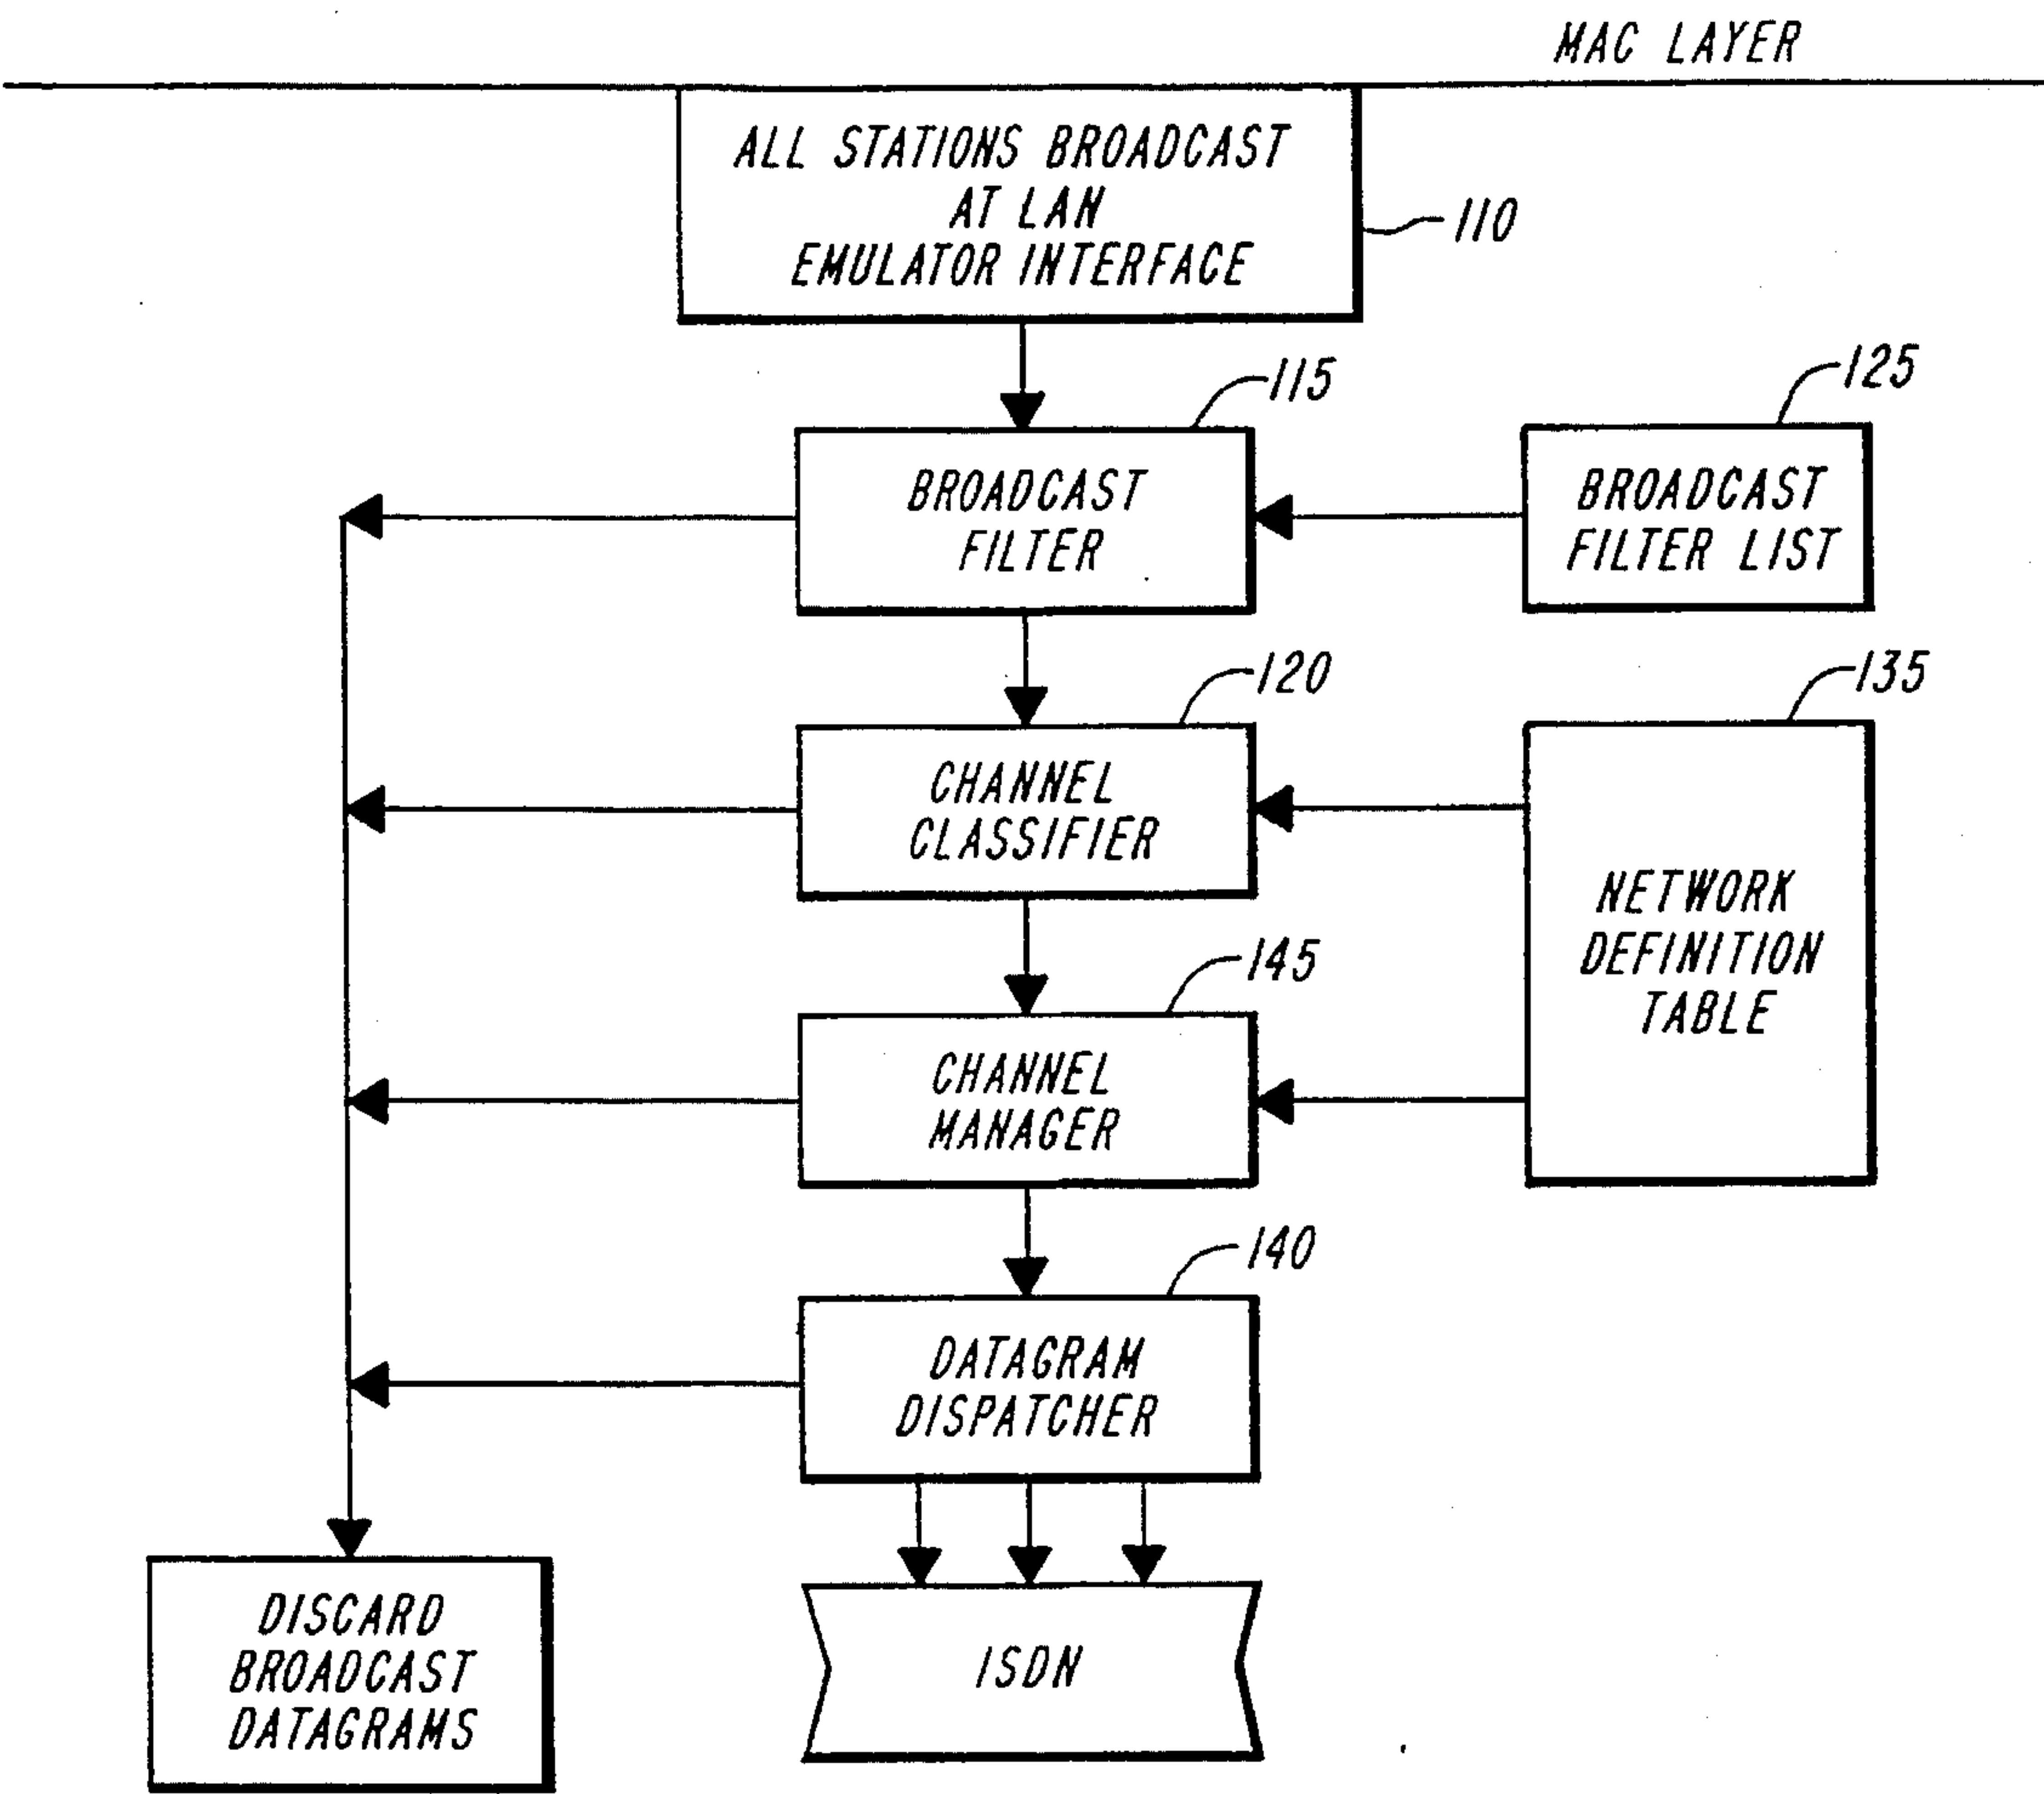 MAC LAYER
ALL STATIONS BROADCAST
AT LAN
EMULATOR INTERFACE
110
115
125
BROADCAST
FILTER
BROADCAST
FILTER LIST
120
135
CHANNEL
CLASSIFIER
NETWORK
DEFINITION
TABLE
145
CHANNEL
MANAGER
140
DATAGRAM
DISPATCHER
DISCARD
BROADCAST
DATAGRAMS
ISDN